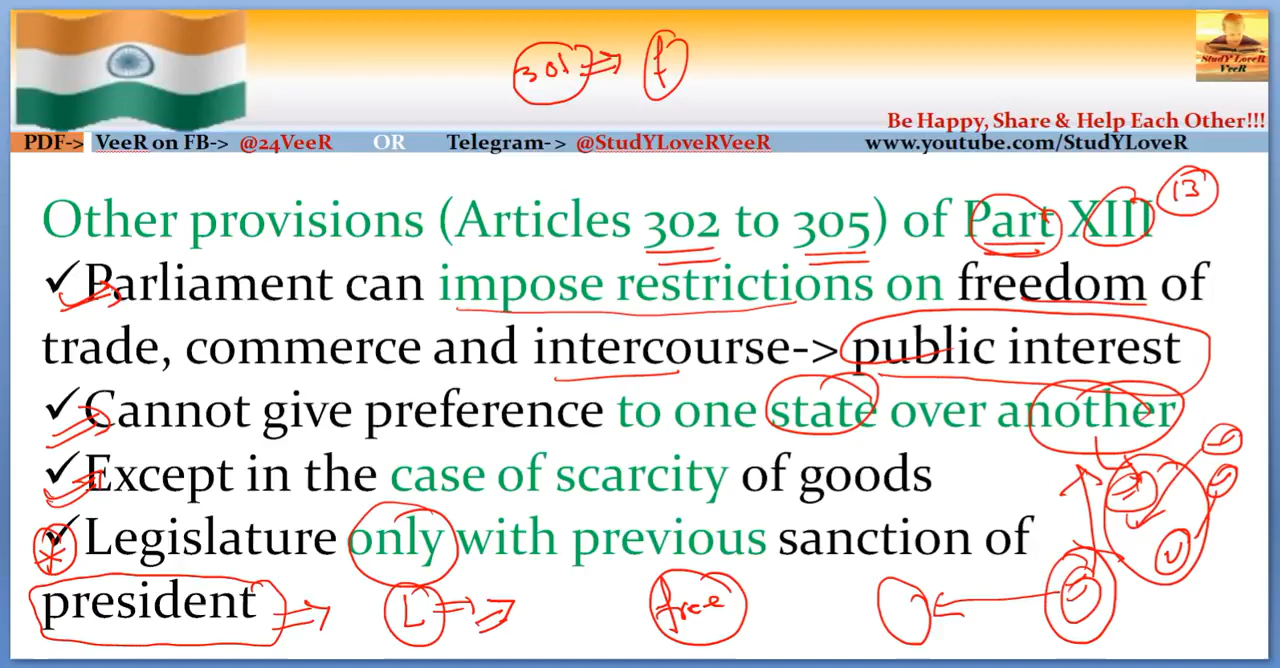 301 f
StudY LoveR
VeeR
Be Happy, Share & Help Each Other!!!
PDF-> VeeR on FB-> @24VeeR OR Telegram-> @StudYLoveRVeeR www.youtube.com/StudYLoveR
13
Other provisions (Articles 302 to 305) of Part XIII
✓Parliament can impose restrictions on freedom of
trade, commerce and intercourse-> public interest
✓Cannot give preference to one state over another
✓Except in the case of scarcity of goods
✓Legislature only with previous sanction of
president
L free